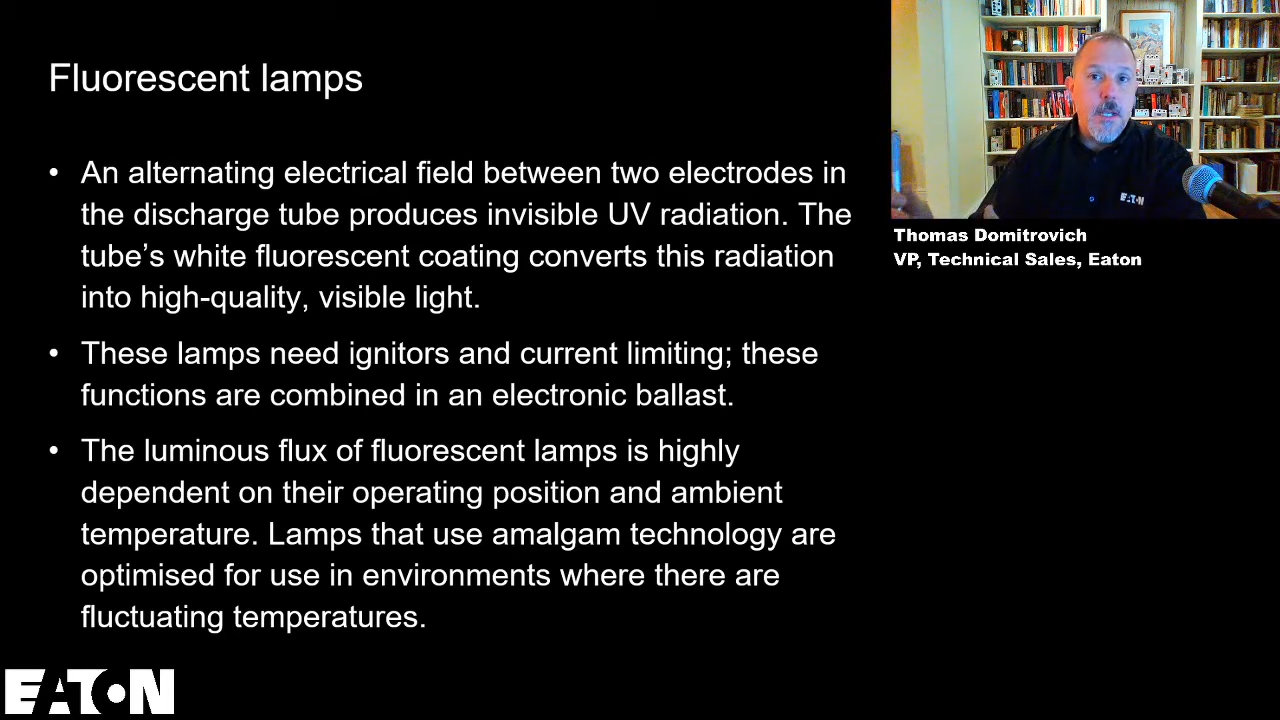 Fluorescent lamps
• An alternating electrical field between two electrodes in
the discharge tube produces invisible UV radiation. The
tube’s white fluorescent coating converts this radiation
into high-quality, visible light.
• These lamps need ignitors and current limiting; these
functions are combined in an electronic ballast.
• The luminous flux of fluorescent lamps is highly
dependent on their operating position and ambient
temperature. Lamps that use amalgam technology are
optimised for use in environments where there are
fluctuating temperatures.
EATON
EATON
Thomas Domitrovich
VP, Technical Sales, Eaton